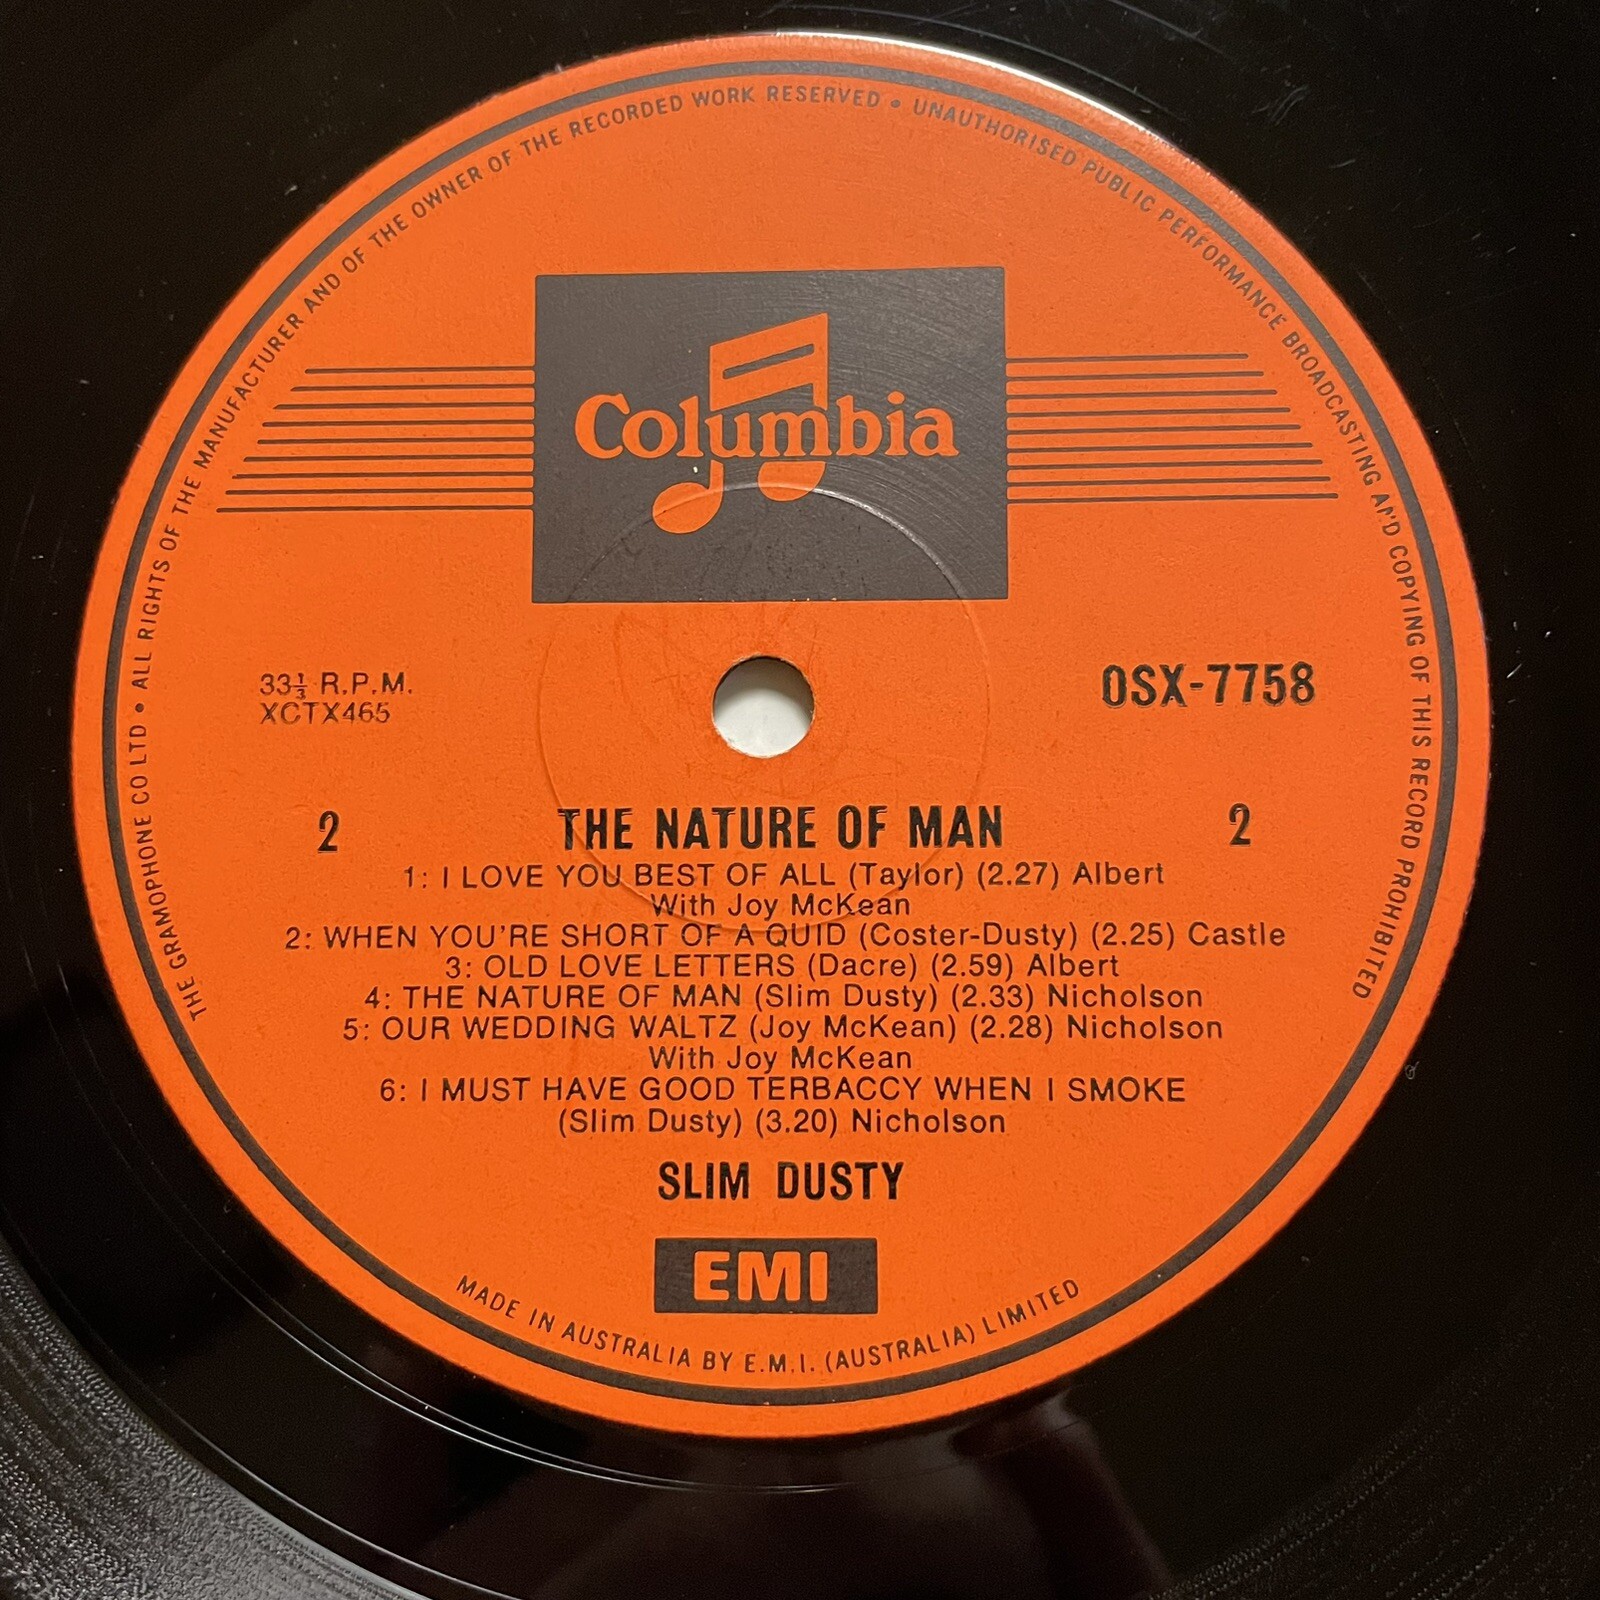 THE GRAMOPHONE CO LTD • ALL RIGHTS OF THE MANUFACTURER AND OF THE OWNER OF THE RECORDED WORK RESERVED • UNAUTHORISED PUBLIC PERFORMANCE BROADCASTING AND COPYING OF THIS RECORD PROHIBITED
Columbia
33⅓ R.P.M.
XCTX465
OSX-7758
2 THE NATURE OF MAN 2
1: I LOVE YOU BEST OF ALL (Taylor) (2.27) Albert
With Joy McKean
2: WHEN YOU'RE SHORT OF A QUID (Coster-Dusty) (2.25) Castle
3: OLD LOVE LETTERS (Dacre) (2.59) Albert
4: THE NATURE OF MAN (Slim Dusty) (2.33) Nicholson
5: OUR WEDDING WALTZ (Joy McKean) (2.28) Nicholson
With Joy McKean
6: I MUST HAVE GOOD TERBACCY WHEN I SMOKE
(Slim Dusty) (3.20) Nicholson
SLIM DUSTY
EMI
MADE IN AUSTRALIA BY E.M.I. (AUSTRALIA) LIMITED